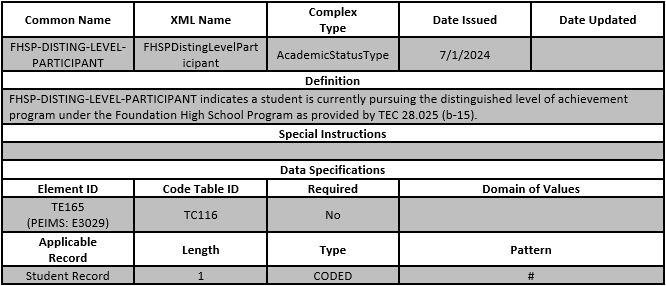 Common Name XML Name Complex Type Date Issued Date Updated
FHSP-DISTING-LEVEL-PARTICIPANT FHSPDistingLevelParticipant AcademicStatusType 7/1/2024
Definition
FHSP-DISTING-LEVEL-PARTICIPANT indicates a student is currently pursuing the distinguished level of achievement
program under the Foundation High School Program as provided by TEC 28.025 (b-15).
Special Instructions
Data Specifications
Element ID Code Table ID Required Domain of Values
TE165 (PEIMS: E3029) TC116 No
Applicable Record Length Type Pattern
Student Record 1 CODED #